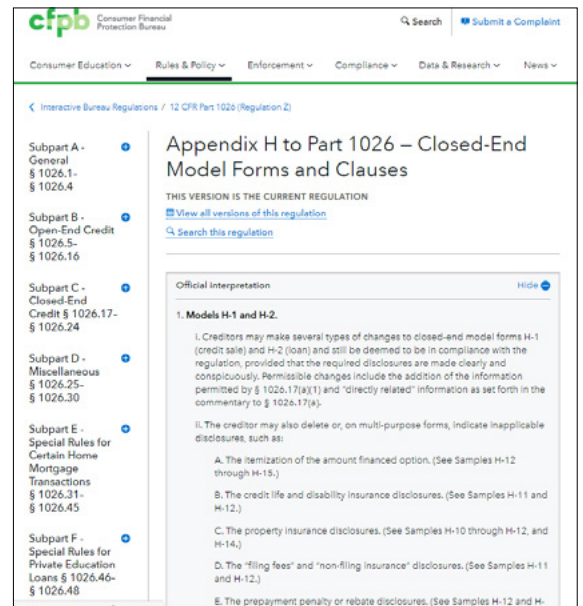 cfpb Consumer Financial
Protection Bureau
Search
Submit a Complaint
Consumer Education
Rules & Policy
Enforcement
Compliance
Data & Research
News
Interactive Bureau Regulations / 12 CFR Part 1026 (Regulation Z)
Subpart A -
General
§ 1026.1-
§ 1026.4
Subpart B -
Open-End Credit
§ 1026.5-
§ 1026.16
Subpart C -
Closed-End
Credit § 1026.17-
§ 1026.24
Subpart D -
Miscellaneous
§ 1026.25-
§ 1026.30
Subpart E -
Special Rules for
Certain Home
Mortgage
Transactions
§ 1026.31-
§ 1026.45
Subpart F -
Special Rules for
Private Education
Loans § 1026.46-
§ 1026.48
Appendix H to Part 1026 – Closed-End
Model Forms and Clauses
THIS VERSION IS THE CURRENT REGULATION
View all versions of this regulation
Search this regulation
Official interpretation
Hide
1. Models H-1 and H-2.
i. Creditors may make several types of changes to closed-end model forms H-1
(credit sale) and H-2 (loan) and still be deemed to be in compliance with the
regulation, provided that the required disclosures are made clearly and
conspicuously. Permissible changes include the addition of the information
permitted by § 1026.17(a)(1) and "directly related" information as set forth in the
commentary to § 1026.17(a).
ii. The creditor may also delete or, on multi-purpose forms, indicate inapplicable
disclosures, such as:
A. The itemization of the amount financed option. (See Samples H-12
through H-15.)
B. The credit life and disability insurance disclosures. (See Samples H-11 and
H-12.)
C. The property insurance disclosures. (See Samples H-10 through H-12, and
H-14.)
D. The "filing fees" and "non-filing insurance" disclosures. (See Samples H-11
and H-12.)
E. The prepayment penalty or rebate disclosures. (See Samples H-12 and H-